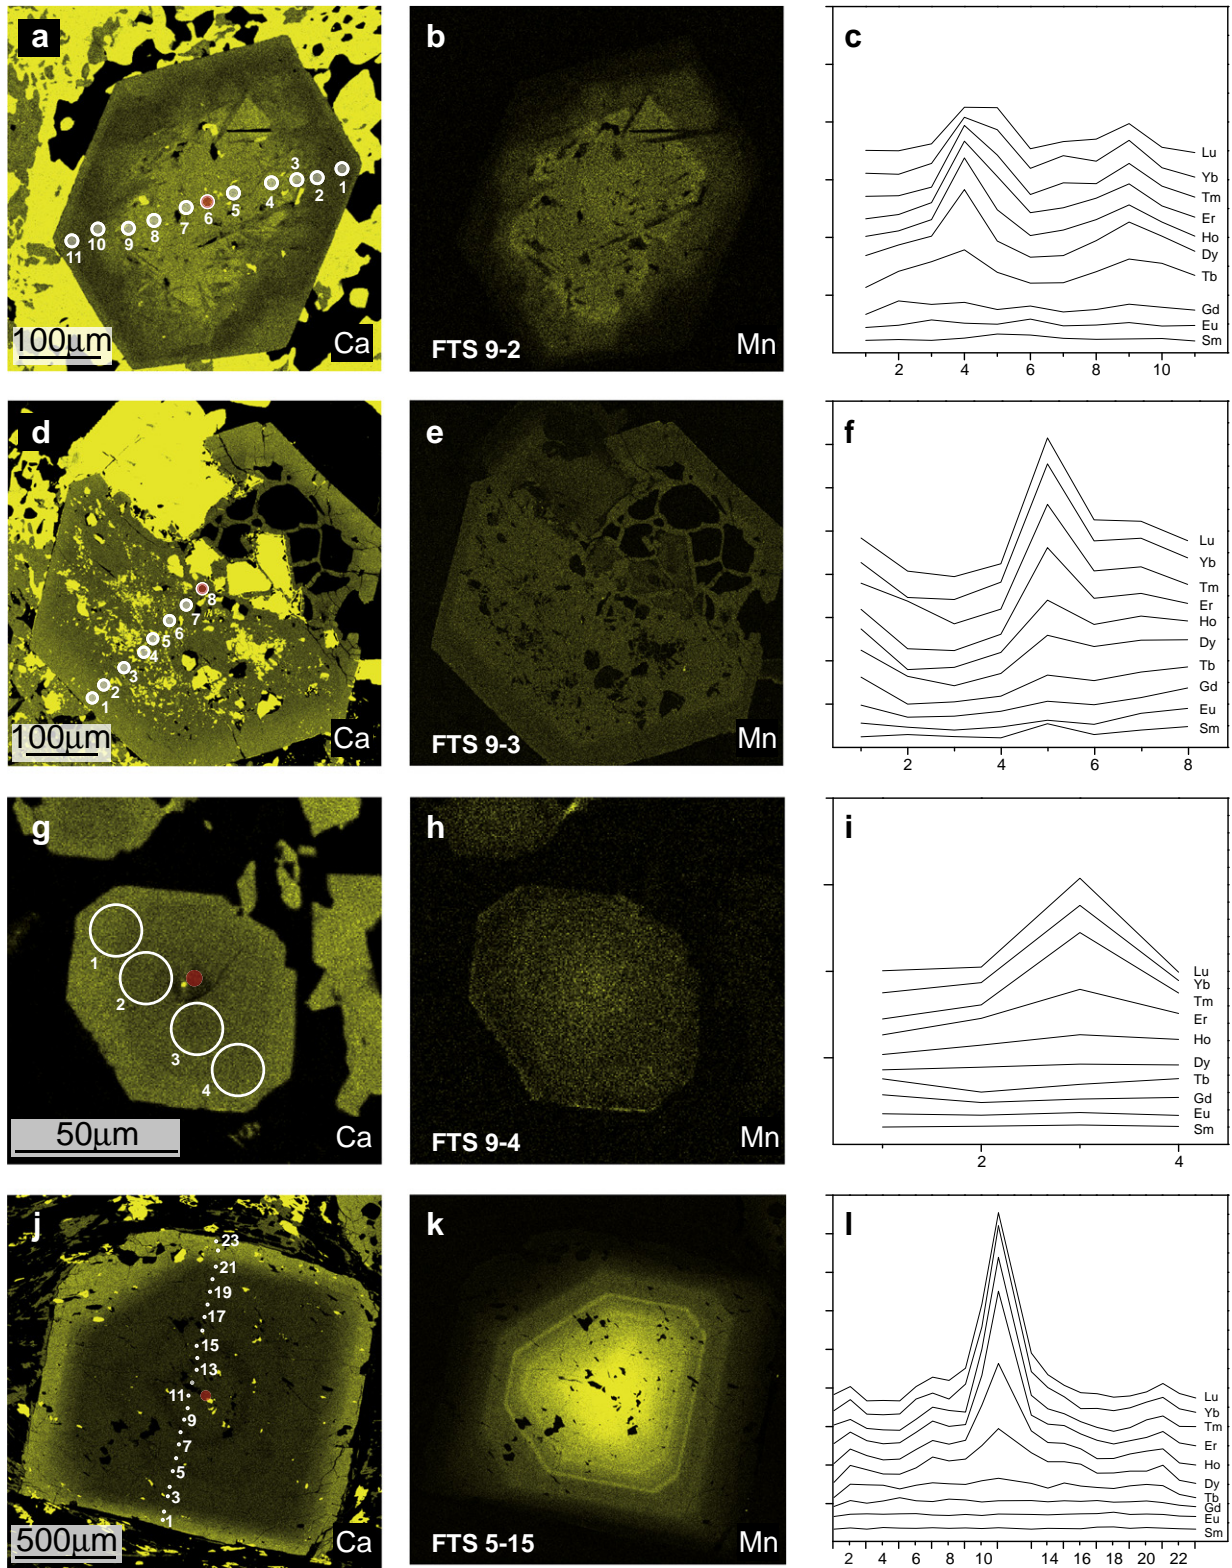 a
3
1
2
4
5
6
7
8
9
10
11
100μm
Ca
b
FTS 9-2
Mn
c
Lu
Yb
Tm
Er
Ho
Dy
Tb
Gd
Eu
Sm
2 4 6 8 10
d
8
7
6
5
4
3
2
1
100μm
Ca
e
FTS 9-3
Mn
f
Lu
Yb
Tm
Er
Ho
Dy
Tb
Gd
Eu
Sm
2 4 6 8
g
1
2
3
4
50μm
Ca
h
FTS 9-4
Mn
i
Lu
Yb
Tm
Er
Ho
Dy
Tb
Gd
Eu
Sm
2 4
j
23
21
19
17
15
13
11
9
7
5
3
1
500μm
Ca
k
FTS 5-15
Mn
l
Lu
Yb
Tm
Er
Ho
Dy
Tb
Gd
Eu
Sm
2 4 6 8 10 14 16 18 20 22